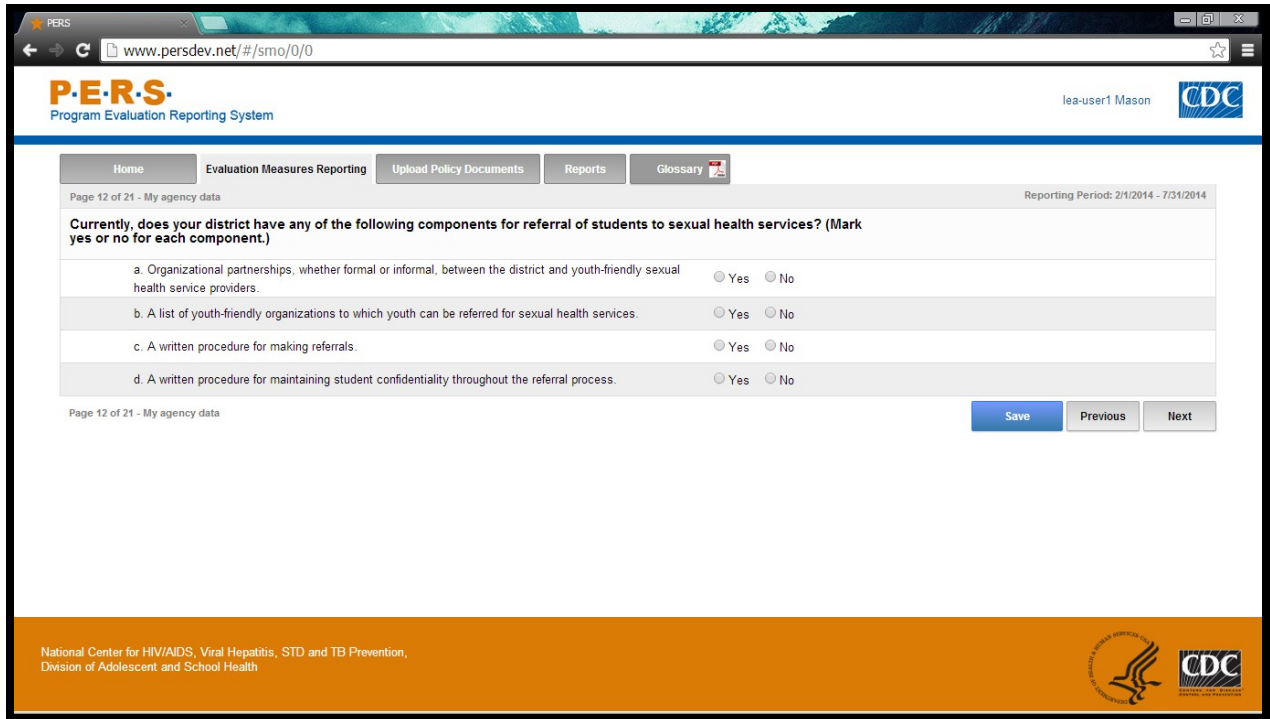 PERS
www.persdev.net/#/smo/0/0
P·E·R·S·
Program Evaluation Reporting System
lea-user1 Mason
CDC
Home
Evaluation Measures Reporting
Upload Policy Documents
Reports
Glossary
Page 12 of 21 - My agency data
Reporting Period: 2/1/2014 - 7/31/2014
Currently, does your district have any of the following components for referral of students to sexual health services? (Mark
yes or no for each component.)
a. Organizational partnerships, whether formal or informal, between the district and youth-friendly sexual
health service providers.
Yes No
b. A list of youth-friendly organizations to which youth can be referred for sexual health services.
Yes No
c. A written procedure for making referrals.
Yes No
d. A written procedure for maintaining student confidentiality throughout the referral process.
Yes No
Page 12 of 21 - My agency data
Save
Previous
Next
National Center for HIV/AIDS, Viral Hepatitis, STD and TB Prevention,
Division of Adolescent and School Health
CDC